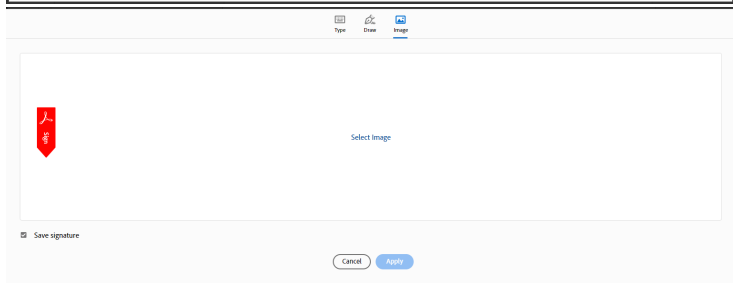 Type Draw Image
Sign
Select Image
Save signature
Cancel Apply